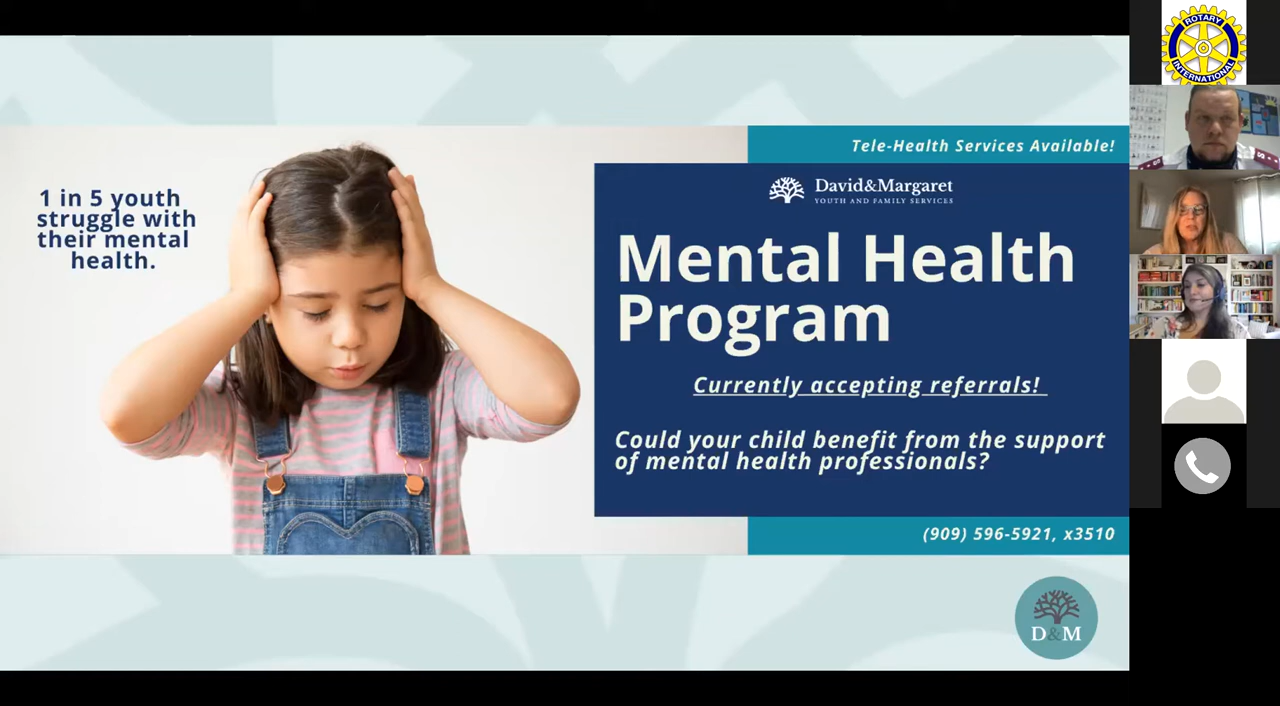 1 in 5 youth
struggle with
their mental
health.
Tele-Health Services Available!
David&Margaret
YOUTH AND FAMILY SERVICES
Mental Health
Program
Currently accepting referrals!
Could your child benefit from the support
of mental health professionals?
(909) 596-5921, x3510
D&M
ROTARY
INTERNATIONAL